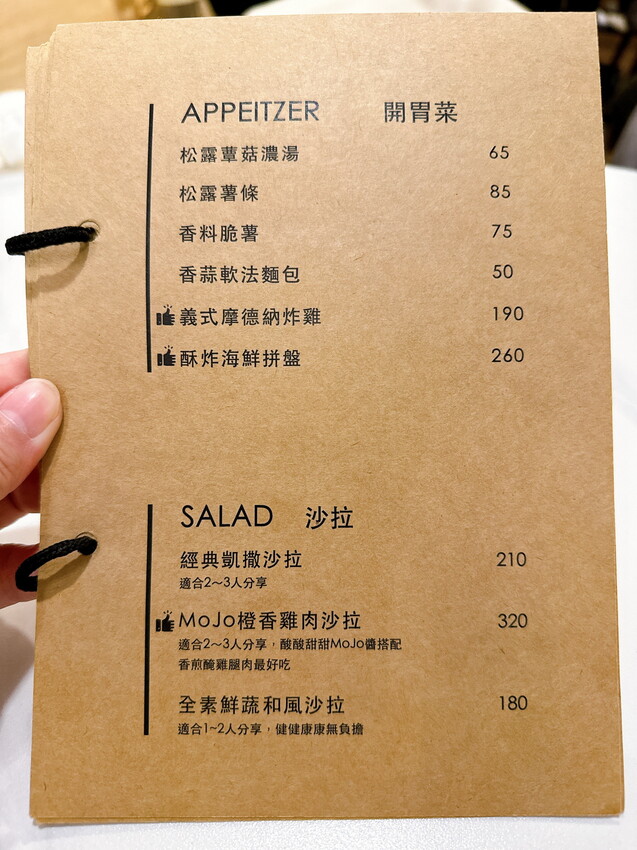 APPEITZER 開胃菜
松露蕈菇濃湯 65
松露薯條 85
香料脆薯 75
香蒜軟法麵包 50
義式摩德納炸雞 190
酥炸海鮮拼盤 260
SALAD 沙拉
經典凱撒沙拉 210
適合2～3人分享
MoJo橙香雞肉沙拉 320
適合2～3人分享，酸酸甜甜MoJo醬搭配
香煎醃雞腿肉最好吃
全素鮮蔬和風沙拉 180
適合1~2人分享，健健康康無負擔